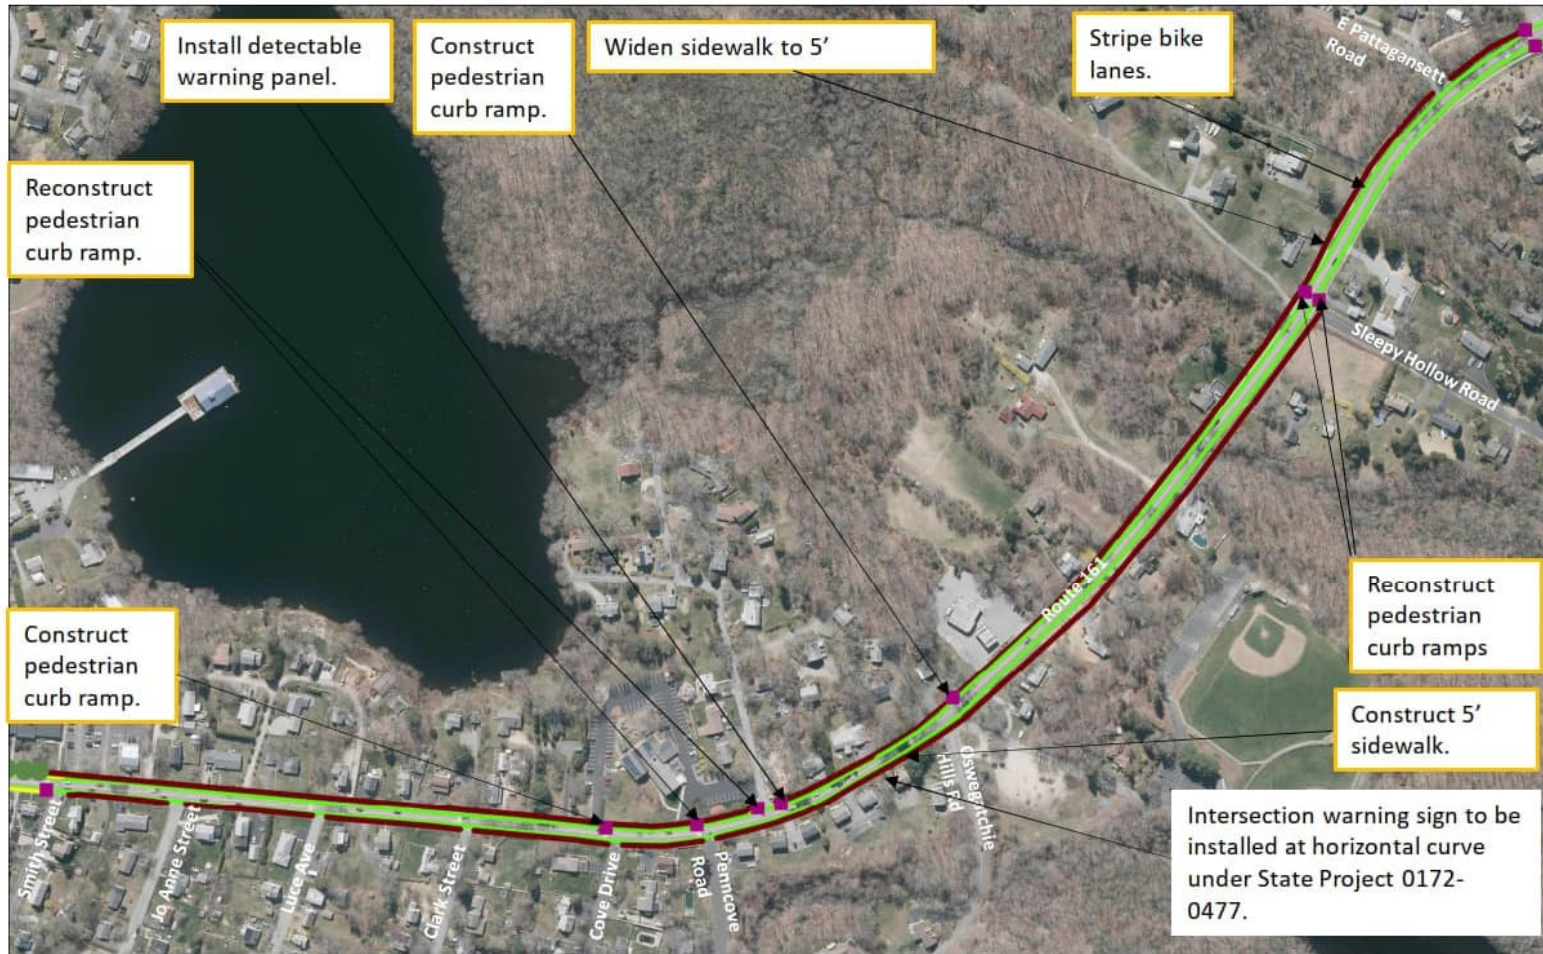 Install detectable
warning panel.
Construct
pedestrian
curb ramp.
Widen sidewalk to 5’
Stripe bike
lanes.
E Pattagansett
Road
Reconstruct
pedestrian
curb ramp.
Sleepy Hollow Road
Route 161
Reconstruct
pedestrian
curb ramps
Construct
pedestrian
curb ramp.
Construct 5’
sidewalk.
Intersection warning sign to be
installed at horizontal curve
under State Project 0172-
0477.
Smith Street
Jo Anne Street
Luce Ave
Clark Street
Cove Drive
Penncove
Road
Oswegatchie
Hills Rd